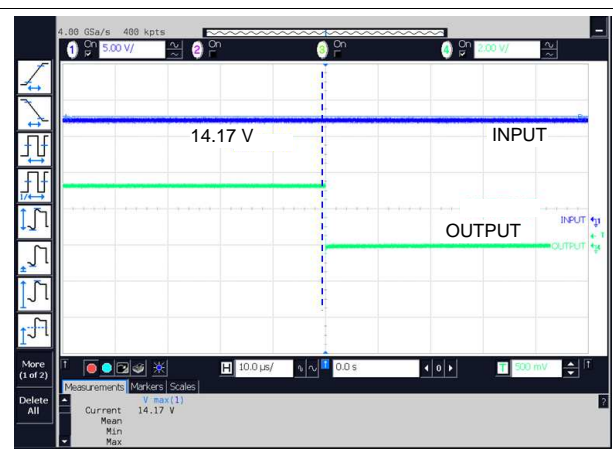 4.00 GSa/s 400 kpts
1 On 5.00 V/ 2 On 3 On 4 On 2.00 V/
14.17 V INPUT
INPUT
OUTPUT
OUTPUT
More
(1 of 2)
H 10.0 µs/ 0.0 s 0 T 500 mV
Measurements Markers Scales
?
Delete
All
V max(1)
Current 14.17 V
Mean
Min
Max